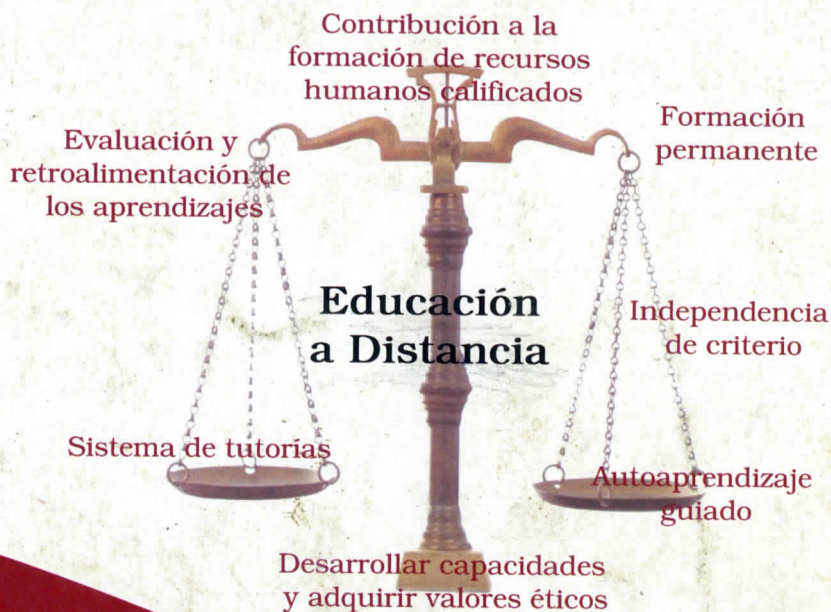 Contribución a la
formación de recursos
humanos calificados
Evaluación y
retroalimentación de
los aprendizajes
Formación
permanente
Educación
a Distancia
Independencia
de criterio
Sistema de tutorías
Autoaprendizaje
guiado
Desarrollar capacidades
y adquirir valores éticos